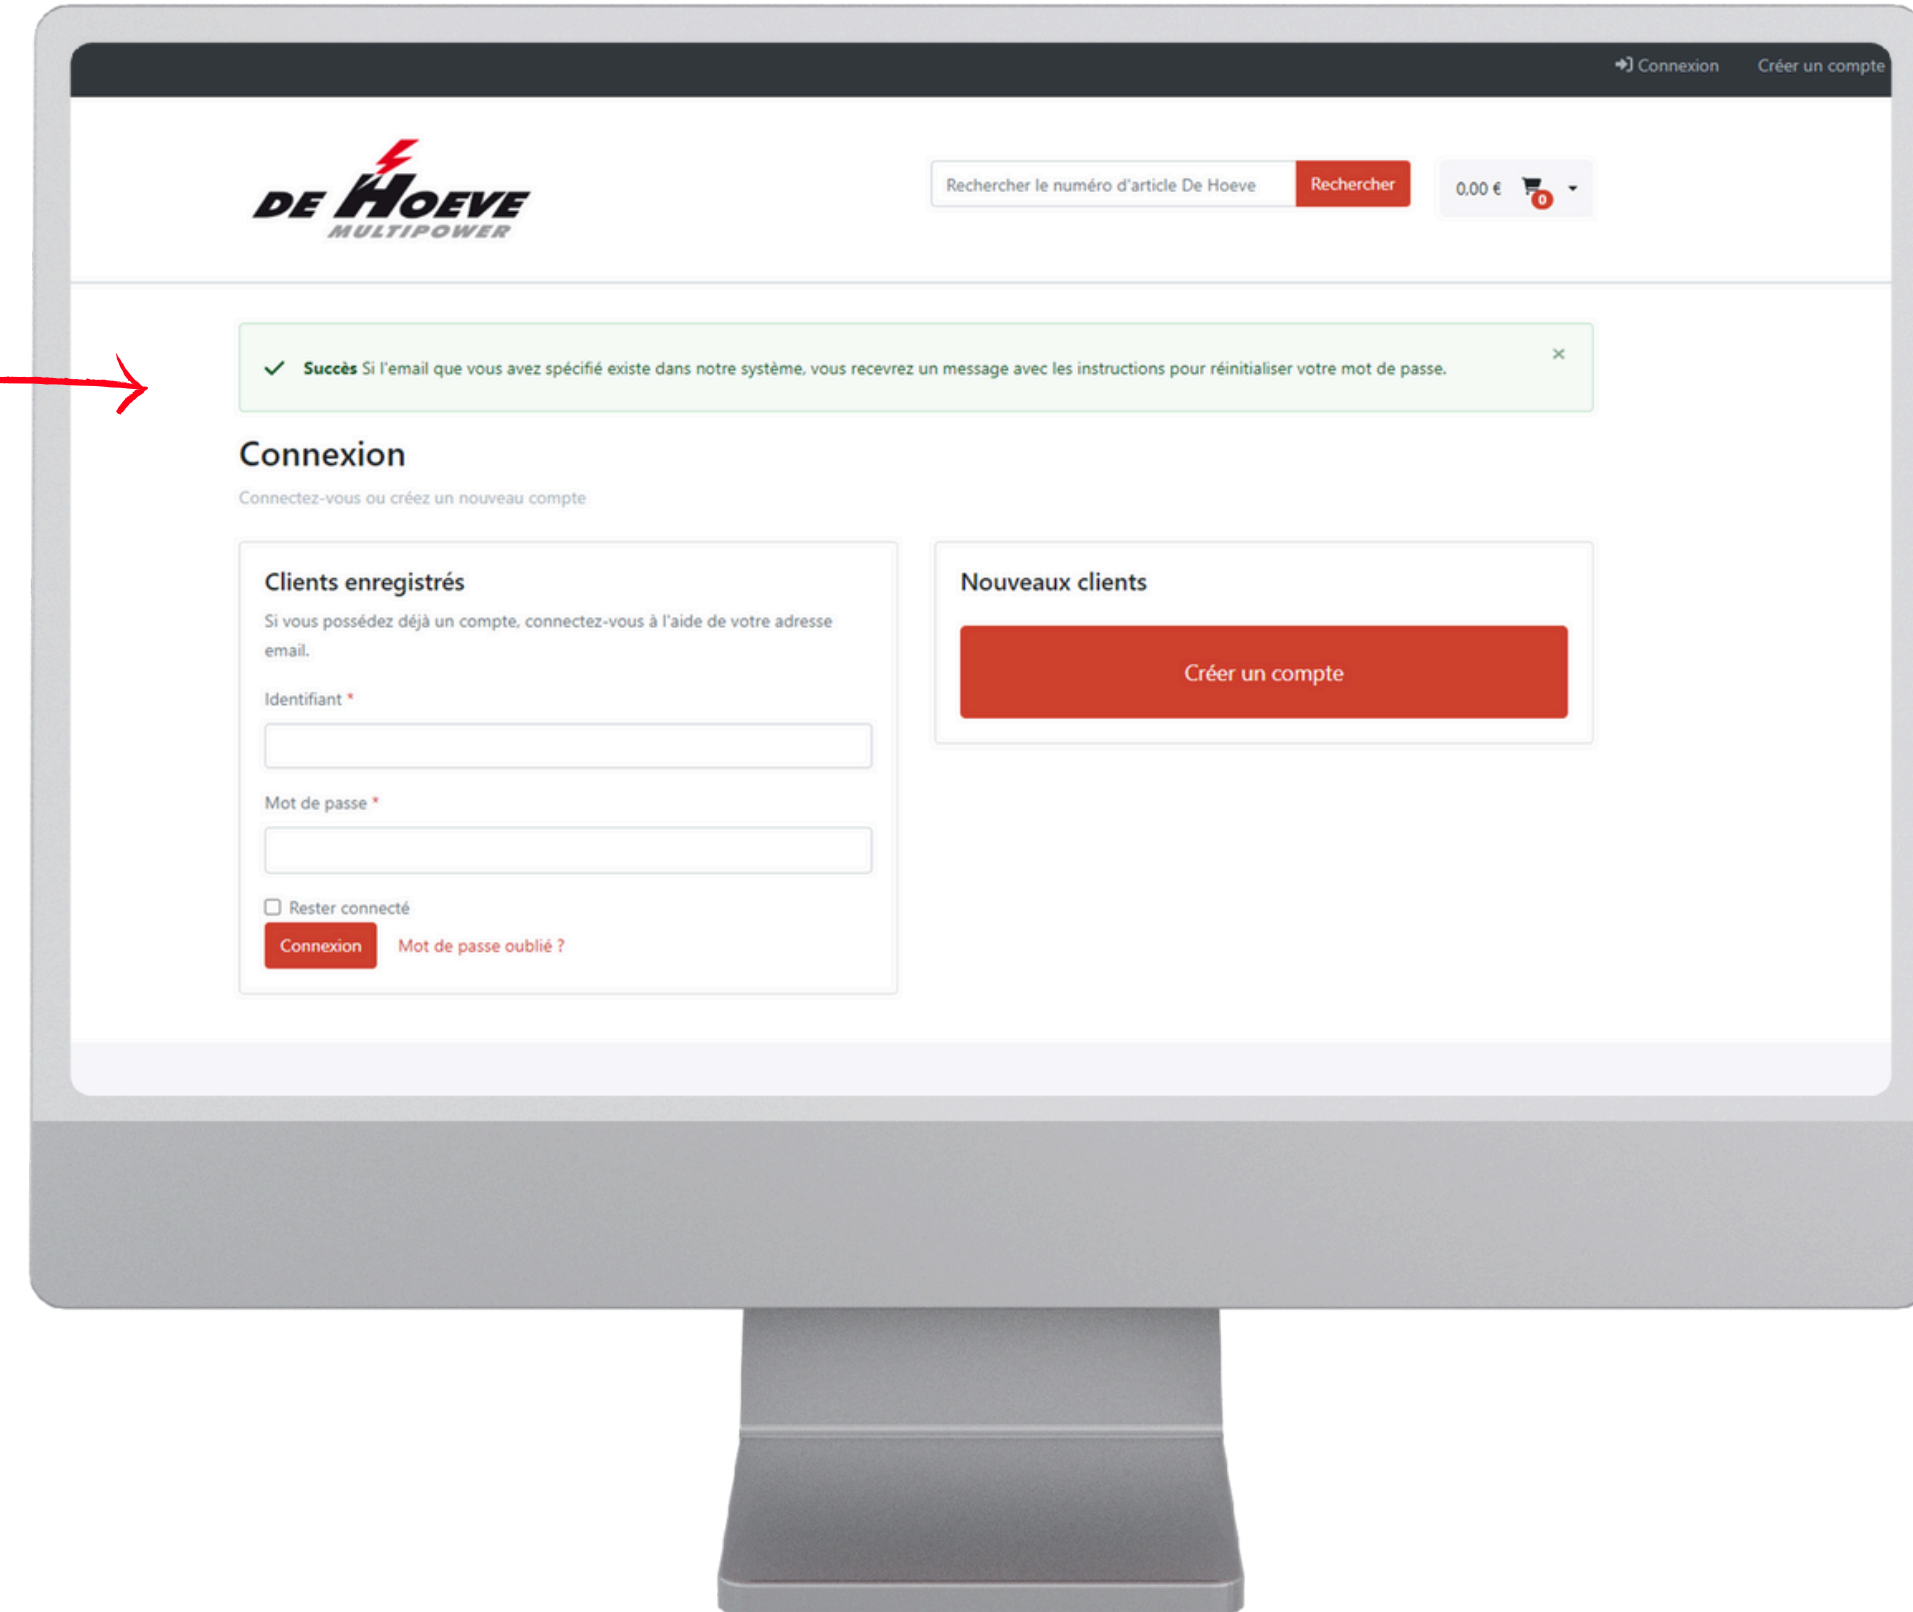 Connexion Créer un compte
DE HOEVE
MULTIPOWER
Rechercher le numéro d'article De Hoeve Rechercher 0,00 € 0
Succès Si l'email que vous avez spécifié existe dans notre système, vous recevrez un message avec les instructions pour réinitialiser votre mot de passe. ×
Connexion
Connectez-vous ou créez un nouveau compte
Clients enregistrés
Si vous possédez déjà un compte, connectez-vous à l'aide de votre adresse
email.
Identifiant *
Mot de passe *
Rester connecté
Connexion Mot de passe oublié ?
Nouveaux clients
Créer un compte